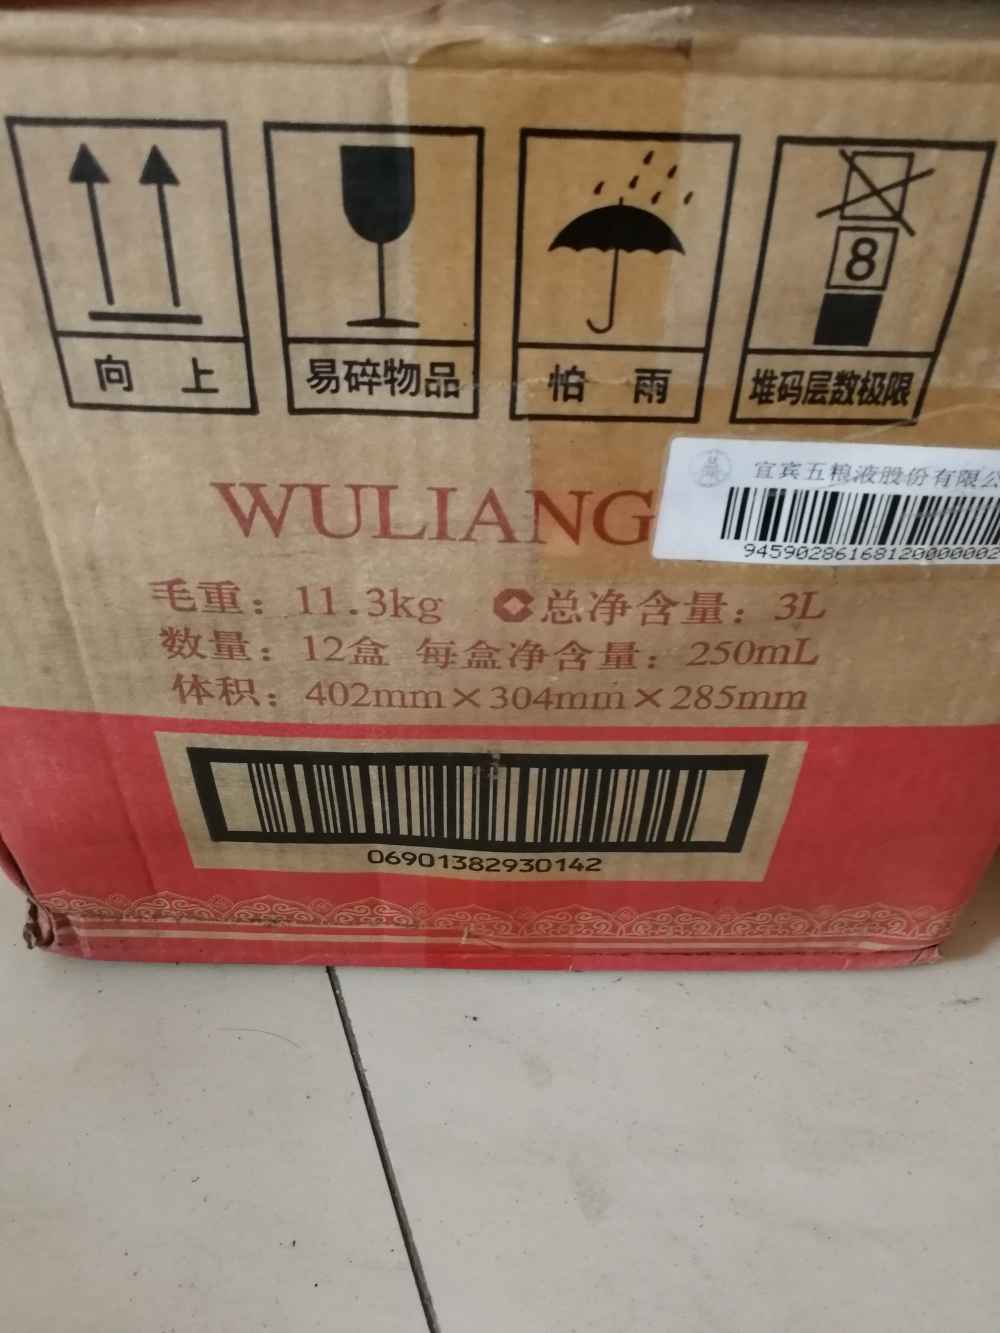 8
向上
易碎物品
怕雨
堆码层数极限
宜宾五粮液股份有限公
945902861681200000002
WULIANG
毛重：11.3kg 总净含量：3L
数量：12盒 每盒净含量：250mL
体积：402mm×304mm×285mm
06901382930142